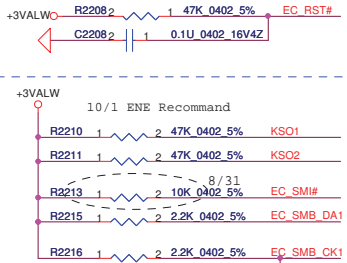 +3VALW R2208 2 1 47K_0402_5% EC_RST#
C2208 2 1 0.1U_0402_16V4Z
+3VALW
10/1 ENE Recommand
R2210 1 2 47K_0402_5% KSO1
R2211 1 2 47K_0402_5% KSO2
8/31
R2213 1 2 10K_0402_5% EC_SMI#
R2215 1 2 2.2K_0402_5% EC_SMB_DA1
R2216 1 2 2.2K_0402_5% EC_SMB_CK1